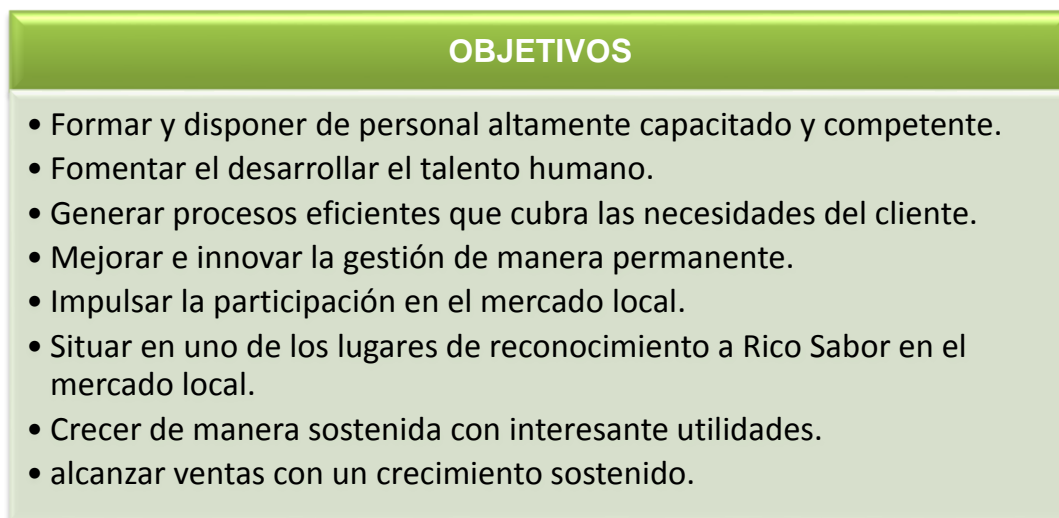 OBJETIVOS
• Formar y disponer de personal altamente capacitado y competente.
• Fomentar el desarrollar el talento humano.
• Generar procesos eficientes que cubra las necesidades del cliente.
• Mejorar e innovar la gestión de manera permanente.
• Impulsar la participación en el mercado local.
• Situar en uno de los lugares de reconocimiento a Rico Sabor en el
mercado local.
• Crecer de manera sostenida con interesante utilidades.
• alcanzar ventas con un crecimiento sostenido.